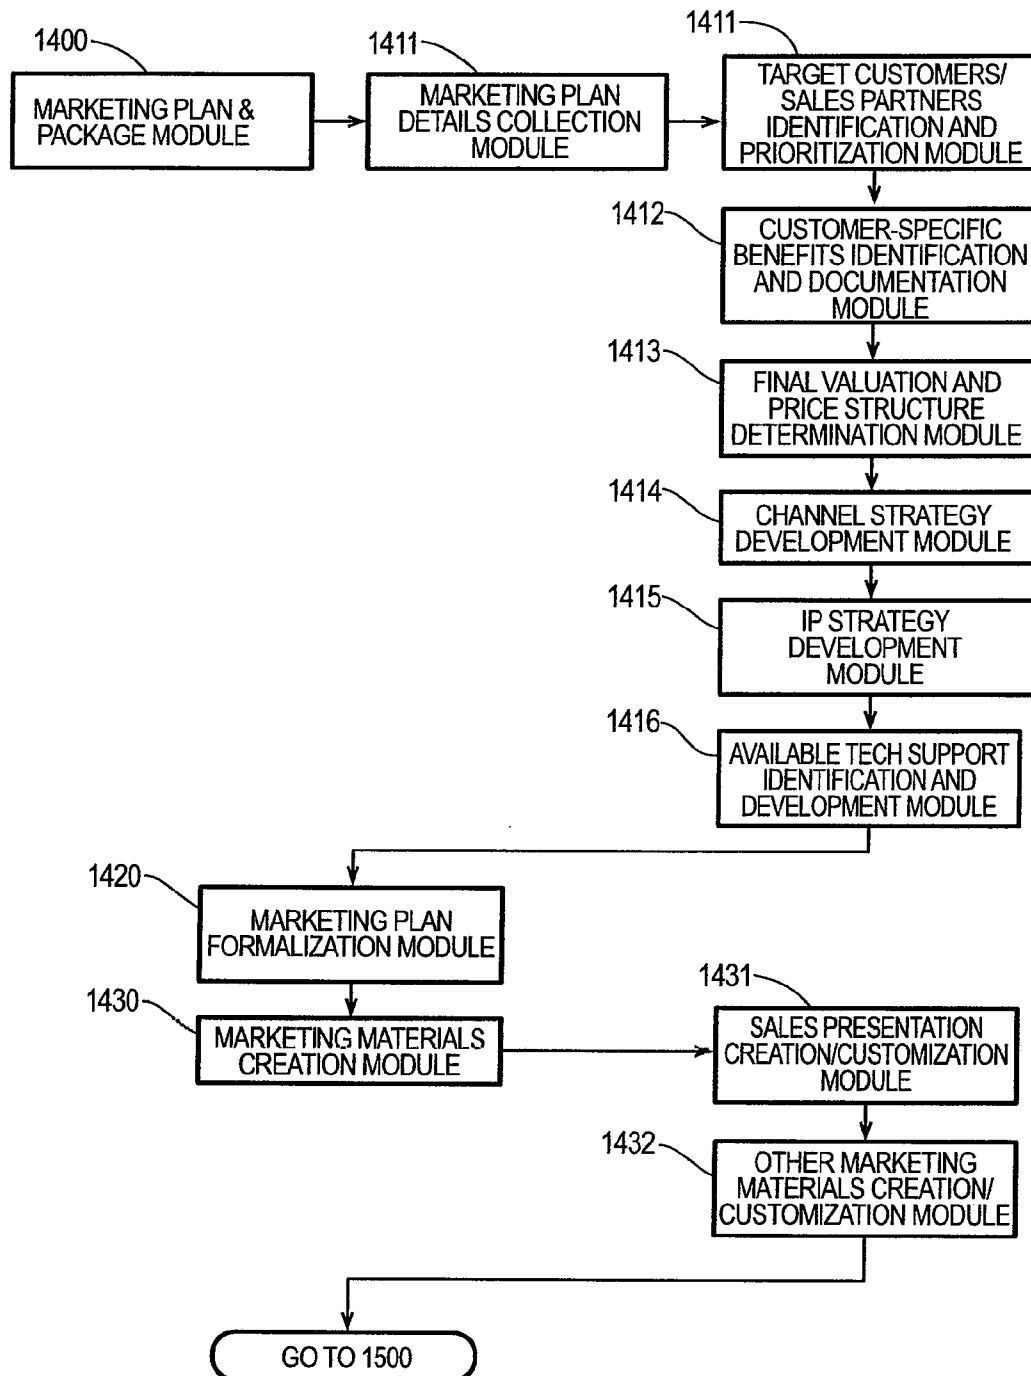 1400
MARKETING PLAN &
PACKAGE MODULE
1411
MARKETING PLAN
DETAILS COLLECTION
MODULE
1411
TARGET CUSTOMERS/
SALES PARTNERS
IDENTIFICATION AND
PRIORITIZATION MODULE
1412
CUSTOMER-SPECIFIC
BENEFITS IDENTIFICATION
AND DOCUMENTATION
MODULE
1413
FINAL VALUATION AND
PRICE STRUCTURE
DETERMINATION MODULE
1414
CHANNEL STRATEGY
DEVELOPMENT MODULE
1415
IP STRATEGY
DEVELOPMENT
MODULE
1416
AVAILABLE TECH SUPPORT
IDENTIFICATION AND
DEVELOPMENT MODULE
1420
MARKETING PLAN
FORMALIZATION MODULE
1430
MARKETING MATERIALS
CREATION MODULE
1431
SALES PRESENTATION
CREATION/CUSTOMIZATION
MODULE
1432
OTHER MARKETING
MATERIALS CREATION/
CUSTOMIZATION MODULE
GO TO 1500